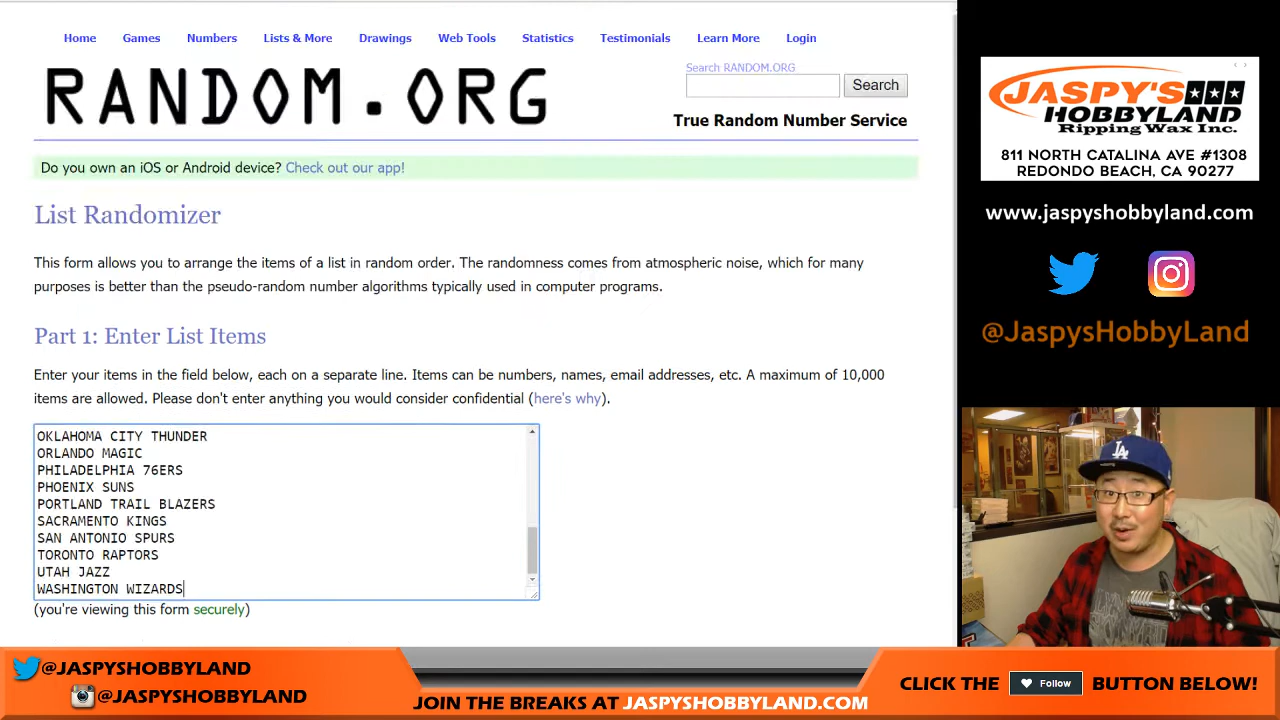 Home Games Numbers Lists & More Drawings Web Tools Statistics Testimonials Learn More Login
RANDOM.ORG
Search RANDOM.ORG
Search
True Random Number Service
Do you own an iOS or Android device? Check out our app!
List Randomizer
This form allows you to arrange the items of a list in random order. The randomness comes from atmospheric noise, which for many
purposes is better than the pseudo-random number algorithms typically used in computer programs.
Part 1: Enter List Items
Enter your items in the field below, each on a separate line. Items can be numbers, names, email addresses, etc. A maximum of 10,000
items are allowed. Please don't enter anything you would consider confidential (here's why).
OKLAHOMA CITY THUNDER
ORLANDO MAGIC
PHILADELPHIA 76ERS
PHOENIX SUNS
PORTLAND TRAIL BLAZERS
SACRAMENTO KINGS
SAN ANTONIO SPURS
TORONTO RAPTORS
UTAH JAZZ
WASHINGTON WIZARDS
(you're viewing this form securely)
JASPY'S
HOBBYLAND
Ripping Wax Inc.
811 NORTH CATALINA AVE #1308
REDONDO BEACH, CA 90277
www.jaspyshobbyland.com
@JaspysHobbyLand
LA
@JASPYSHOBBYLAND
@JASPYSHOBBYLAND
JOIN THE BREAKS AT JASPYSHOBBYLAND.COM
CLICK THE Follow BUTTON BELOW!